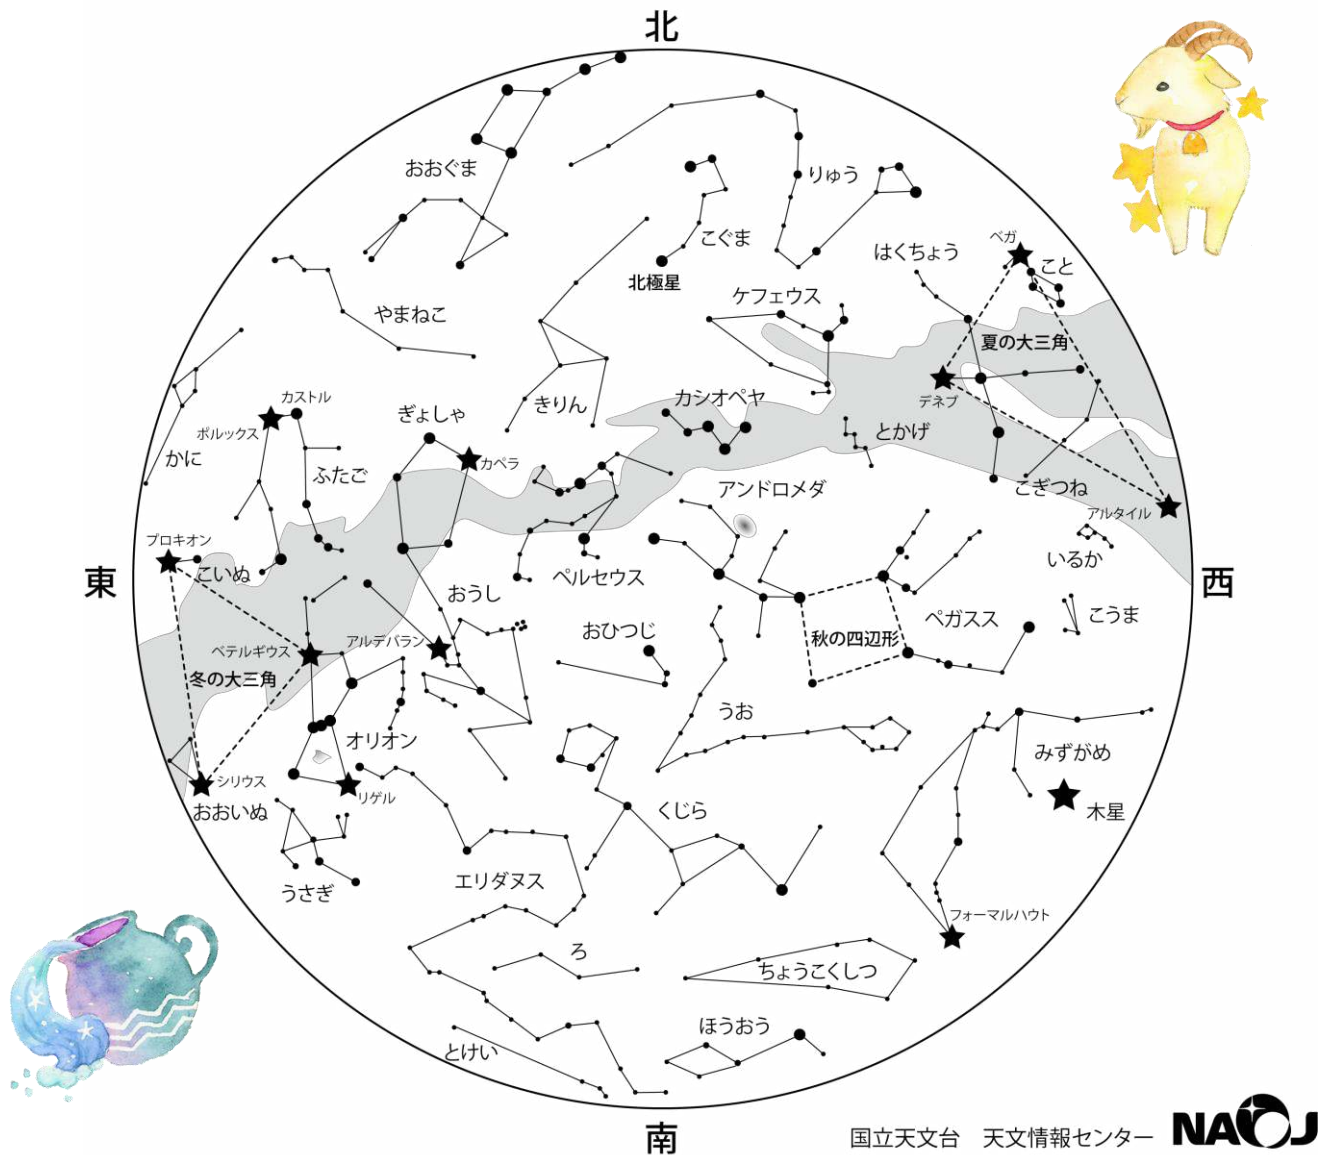 北
おおぐま
りゅう
こぐま
北極星
はくちょう
ベガ
こと
ケフェウス
やまねこ
夏の大三角
デネブ
カストル
ポルックス
かに
ふたご
ぎょしゃ
カペラ
きりん
カシオペヤ
とかげ
アンドロメダ
こぎつね
アルタイル
いるか
プロキオン
こいぬ
東
西
ペルセウス
おうし
おひつじ
ペガスス
こうま
秋の四辺形
アルデバラン
ベテルギウス
冬の大三角
うお
オリオン
みずがめ
木星
シリウス
おおいぬ
リゲル
くじら
うさぎ
エリダヌス
フォーマルハウト
ろ
ちょうこくしつ
ほうおう
とけい
南
国立天文台 天文情報センター
NAOJ